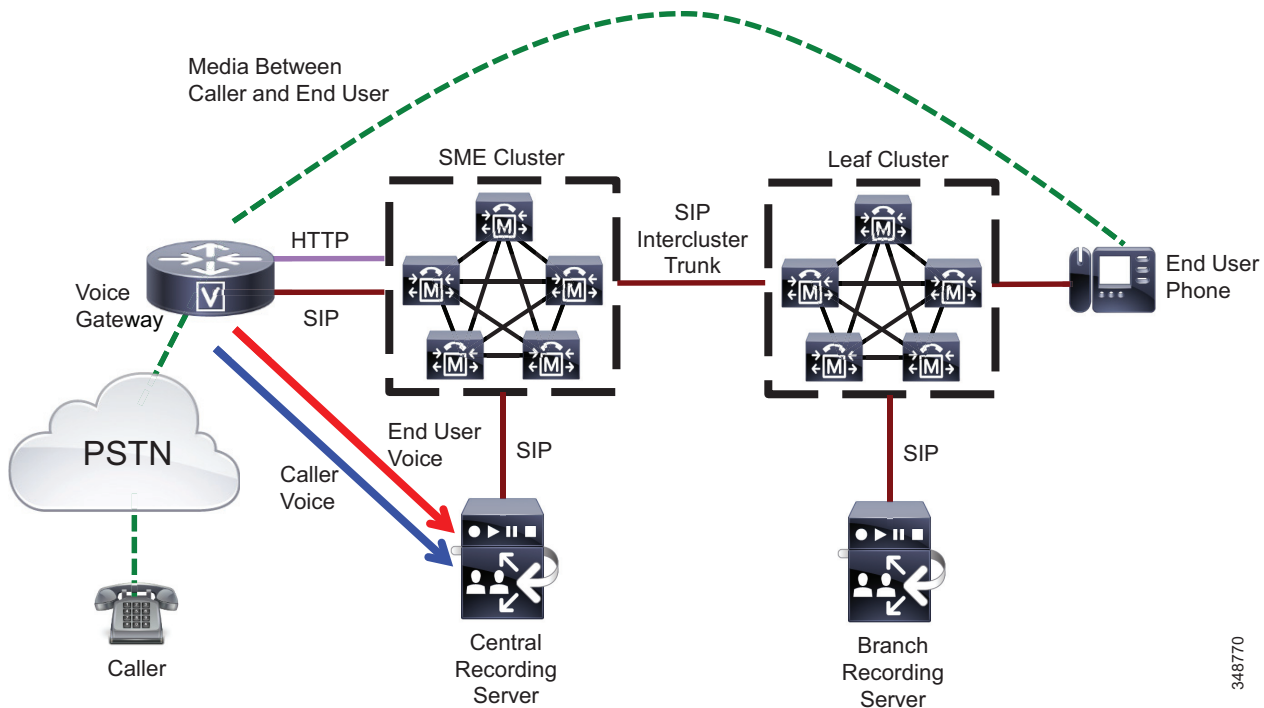 Media Between
Caller and End User
SME Cluster
Leaf Cluster
HTTP
SIP
Intercluster
Trunk
Voice
Gateway
V
SIP
End User
Phone
M
M
M
M
M
M
M
M
M
M
PSTN
End User
Voice
SIP
Caller
Voice
SIP
Caller
Central
Recording
Server
Branch
Recording
Server
348770